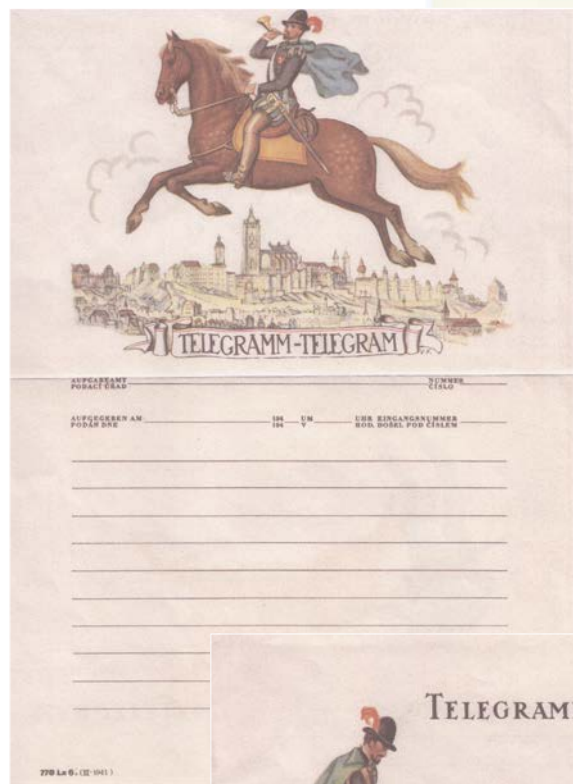 TELEGRAMM-TELEGRAM
AUFGABEAMT NUMMER
PODACÍ ÚŘAD ČÍSLO
AUFGEGEBEN AM 194 UM UHR EINGANGSNUMMER
PODÁN DNE 194 V HOD. DOŠEL POD ČÍSLEM
TELEGRAM